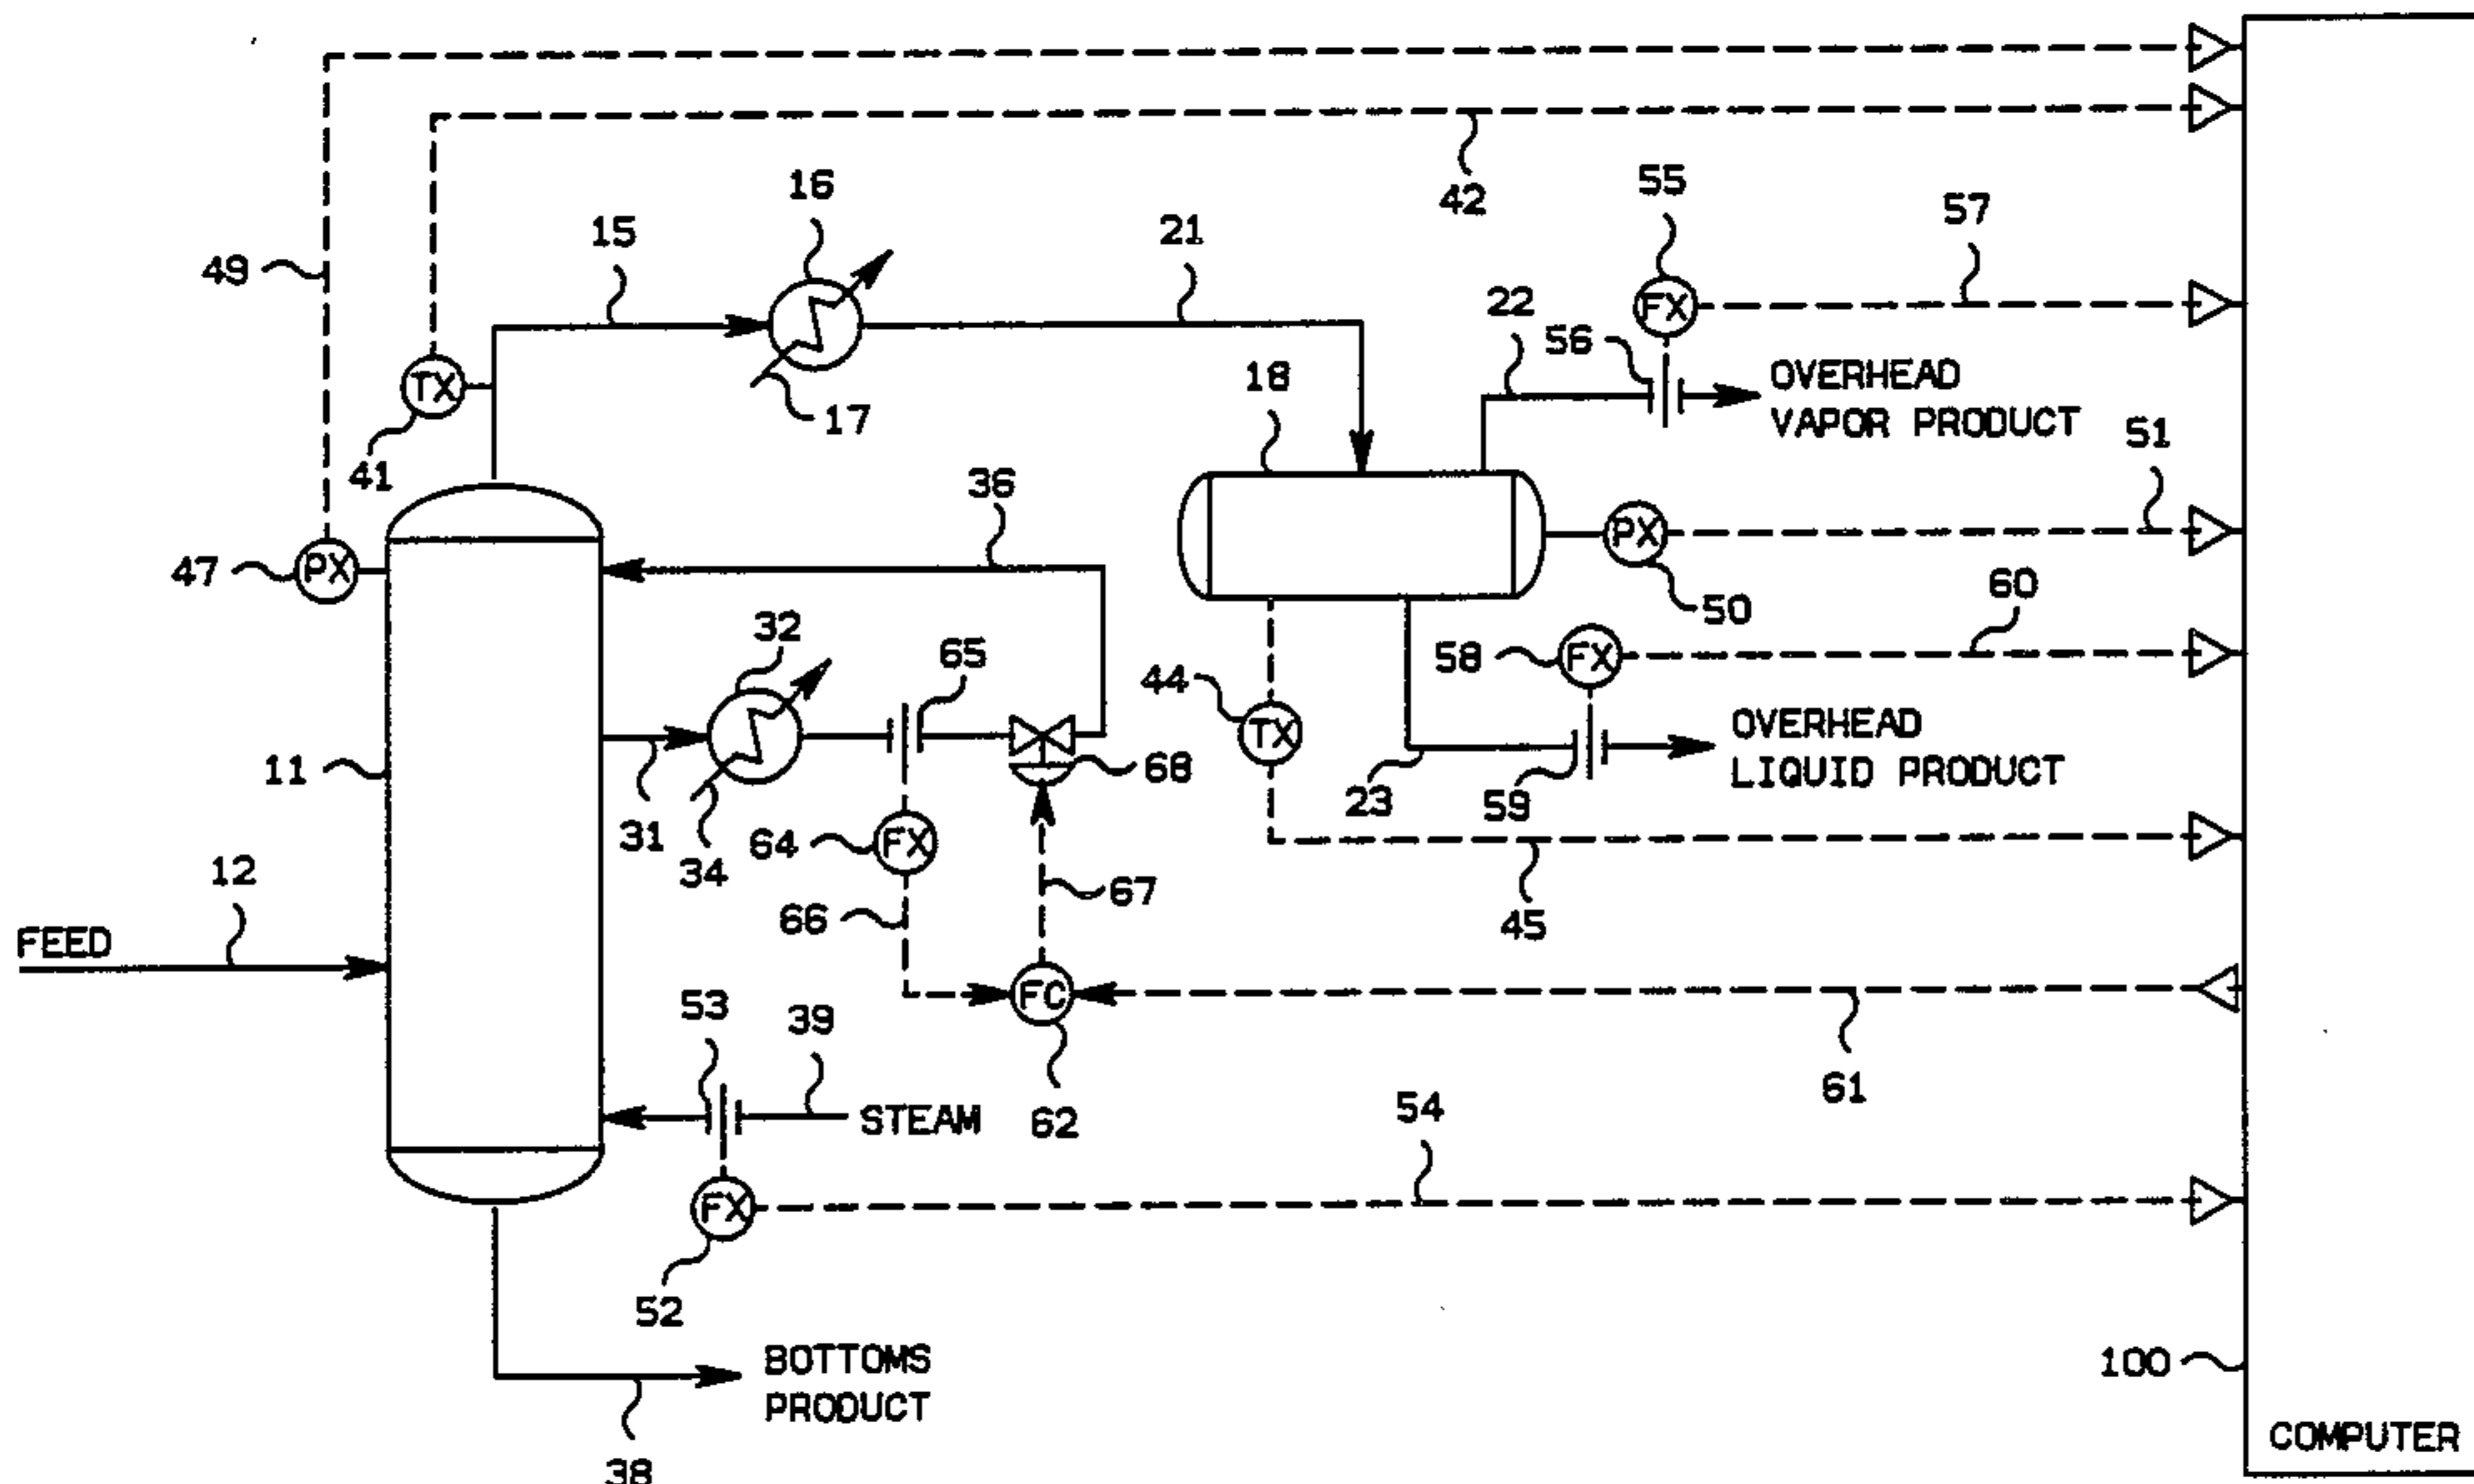 49
42
16
15
21
55
57
22
56
TX
FX
18
OVERHEAD
VAPOR PRODUCT
17
41
51
36
47
PX
PX
50
60
32
65
58
FX
44
TX
OVERHEAD
LIQUID PRODUCT
11
68
23
59
31
34
64
FX
12
66
67
45
FEED
FC
53
39
STEAM
62
61
54
FX
52
BOTTOMS
PRODUCT
38
100
COMPUTER